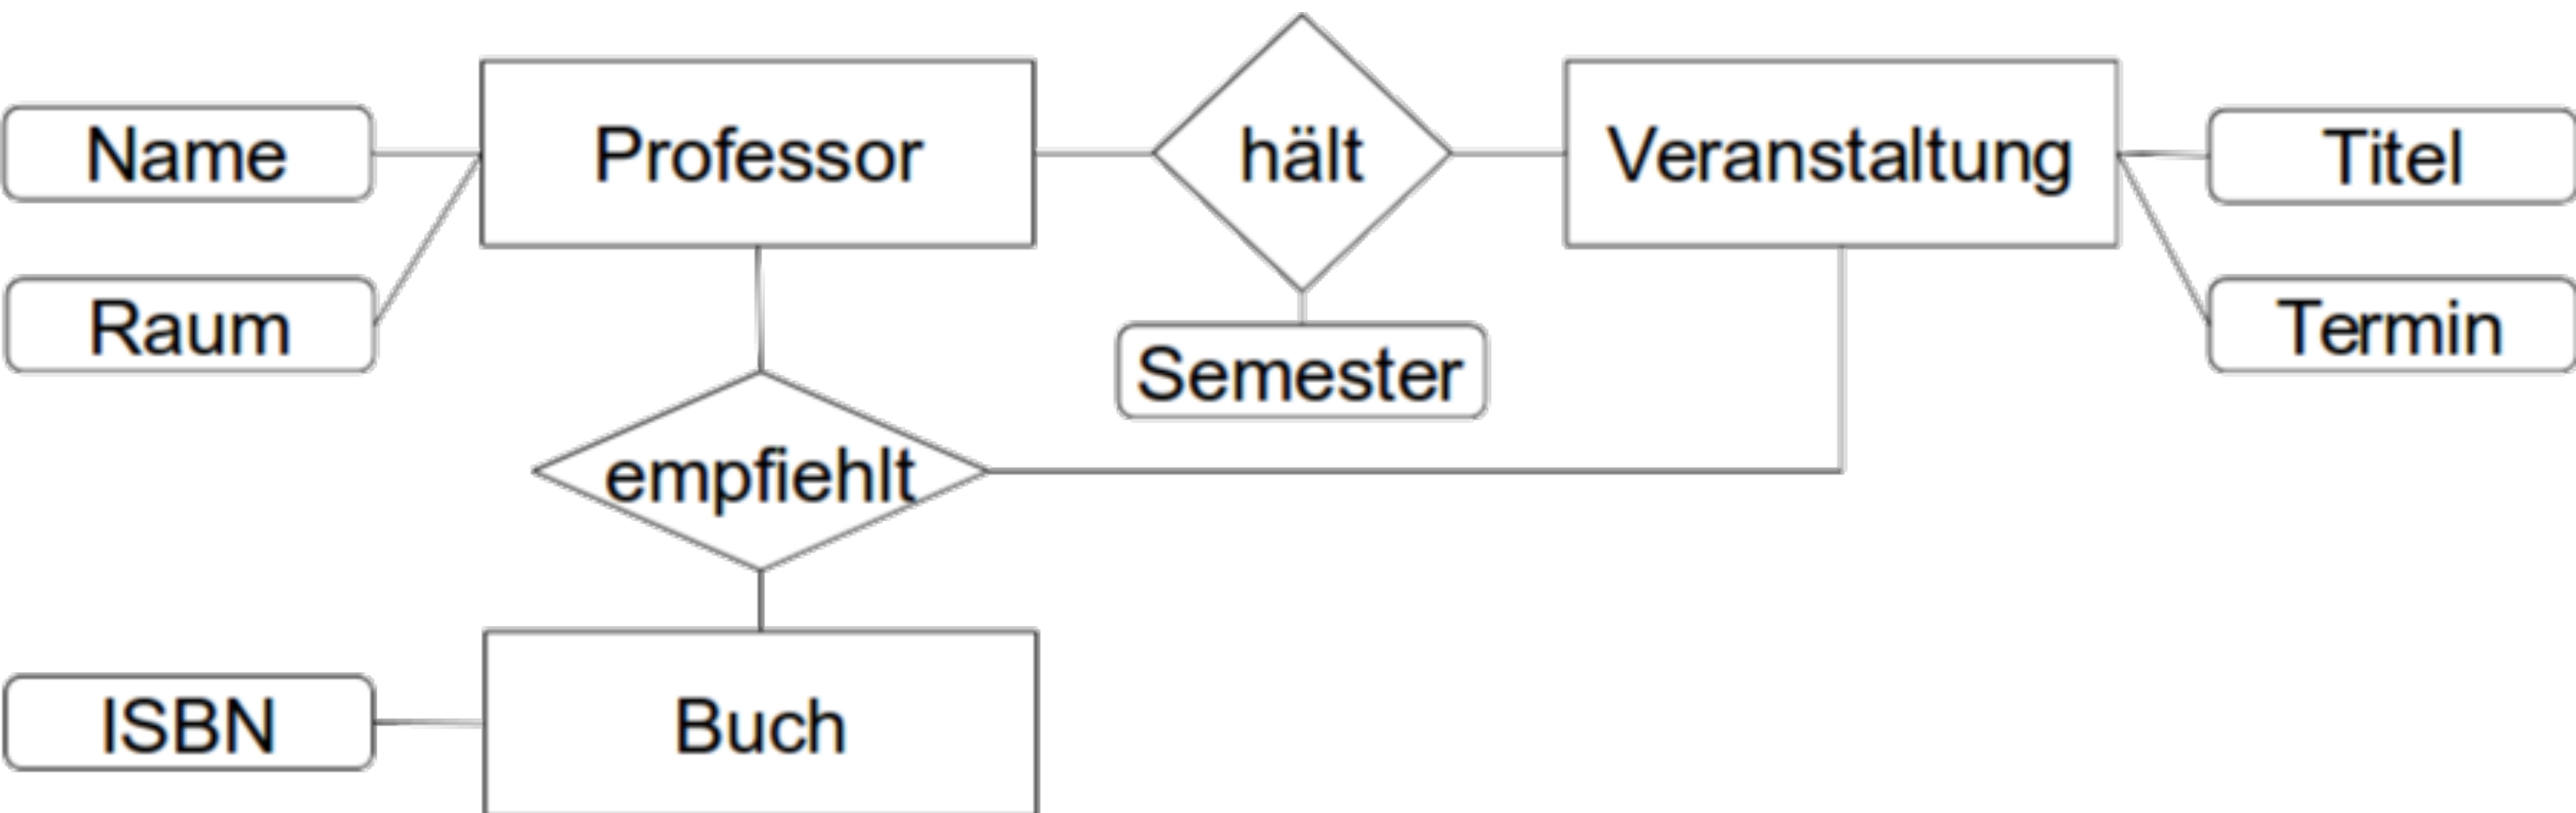 Name
Professor
hält
Veranstaltung
Titel
Raum
Semester
Termin
empfiehlt
ISBN
Buch